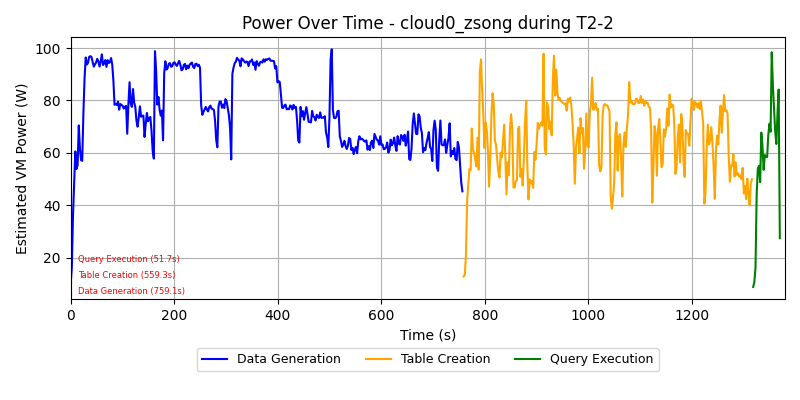 Power Over Time - cloud0_zsong during T2-2
Estimated VM Power (W)
100
80
60
40
20
Query Execution (51.7s)
Table Creation (559.3s)
Data Generation (759.1s)
0 200 400 600 800 1000 1200
Time (s)
Data Generation Table Creation Query Execution